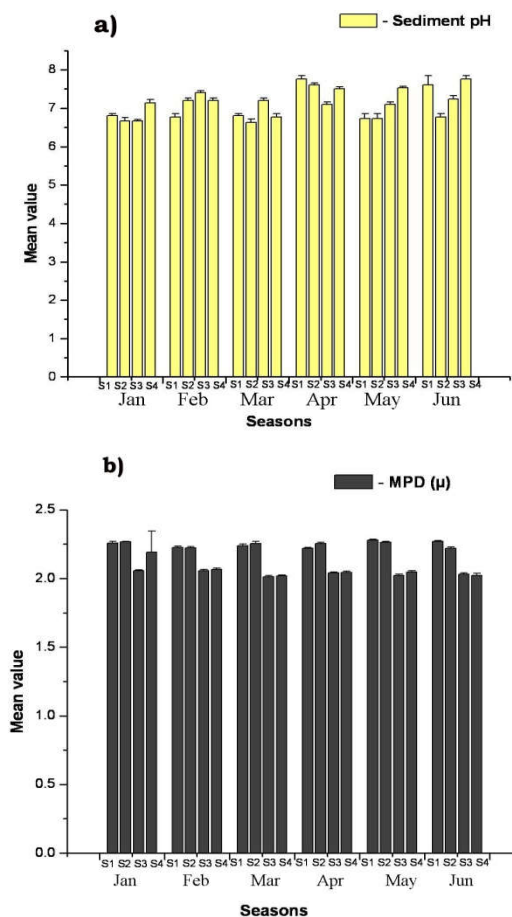 a)
- Sediment pH
8
7
6
5
4
3
2
1
0
Mean value
S1 S2 S3 S4 S1 S2 S3 S4 S1 S2 S3 S4 S1 S2 S3 S4 S1 S2 S3 S4 S1 S2 S3 S4
Jan Feb Mar Apr May Jun
Seasons
b)
- MPD (μ)
2.5
2.0
1.5
1.0
0.5
0.0
Mean value
S1 S2 S3 S4 S1 S2 S3 S4 S1 S2 S3 S4 S1 S2 S3 S4 S1 S2 S3 S4 S1 S2 S3 S4
Jan Feb Mar Apr May Jun
Seasons